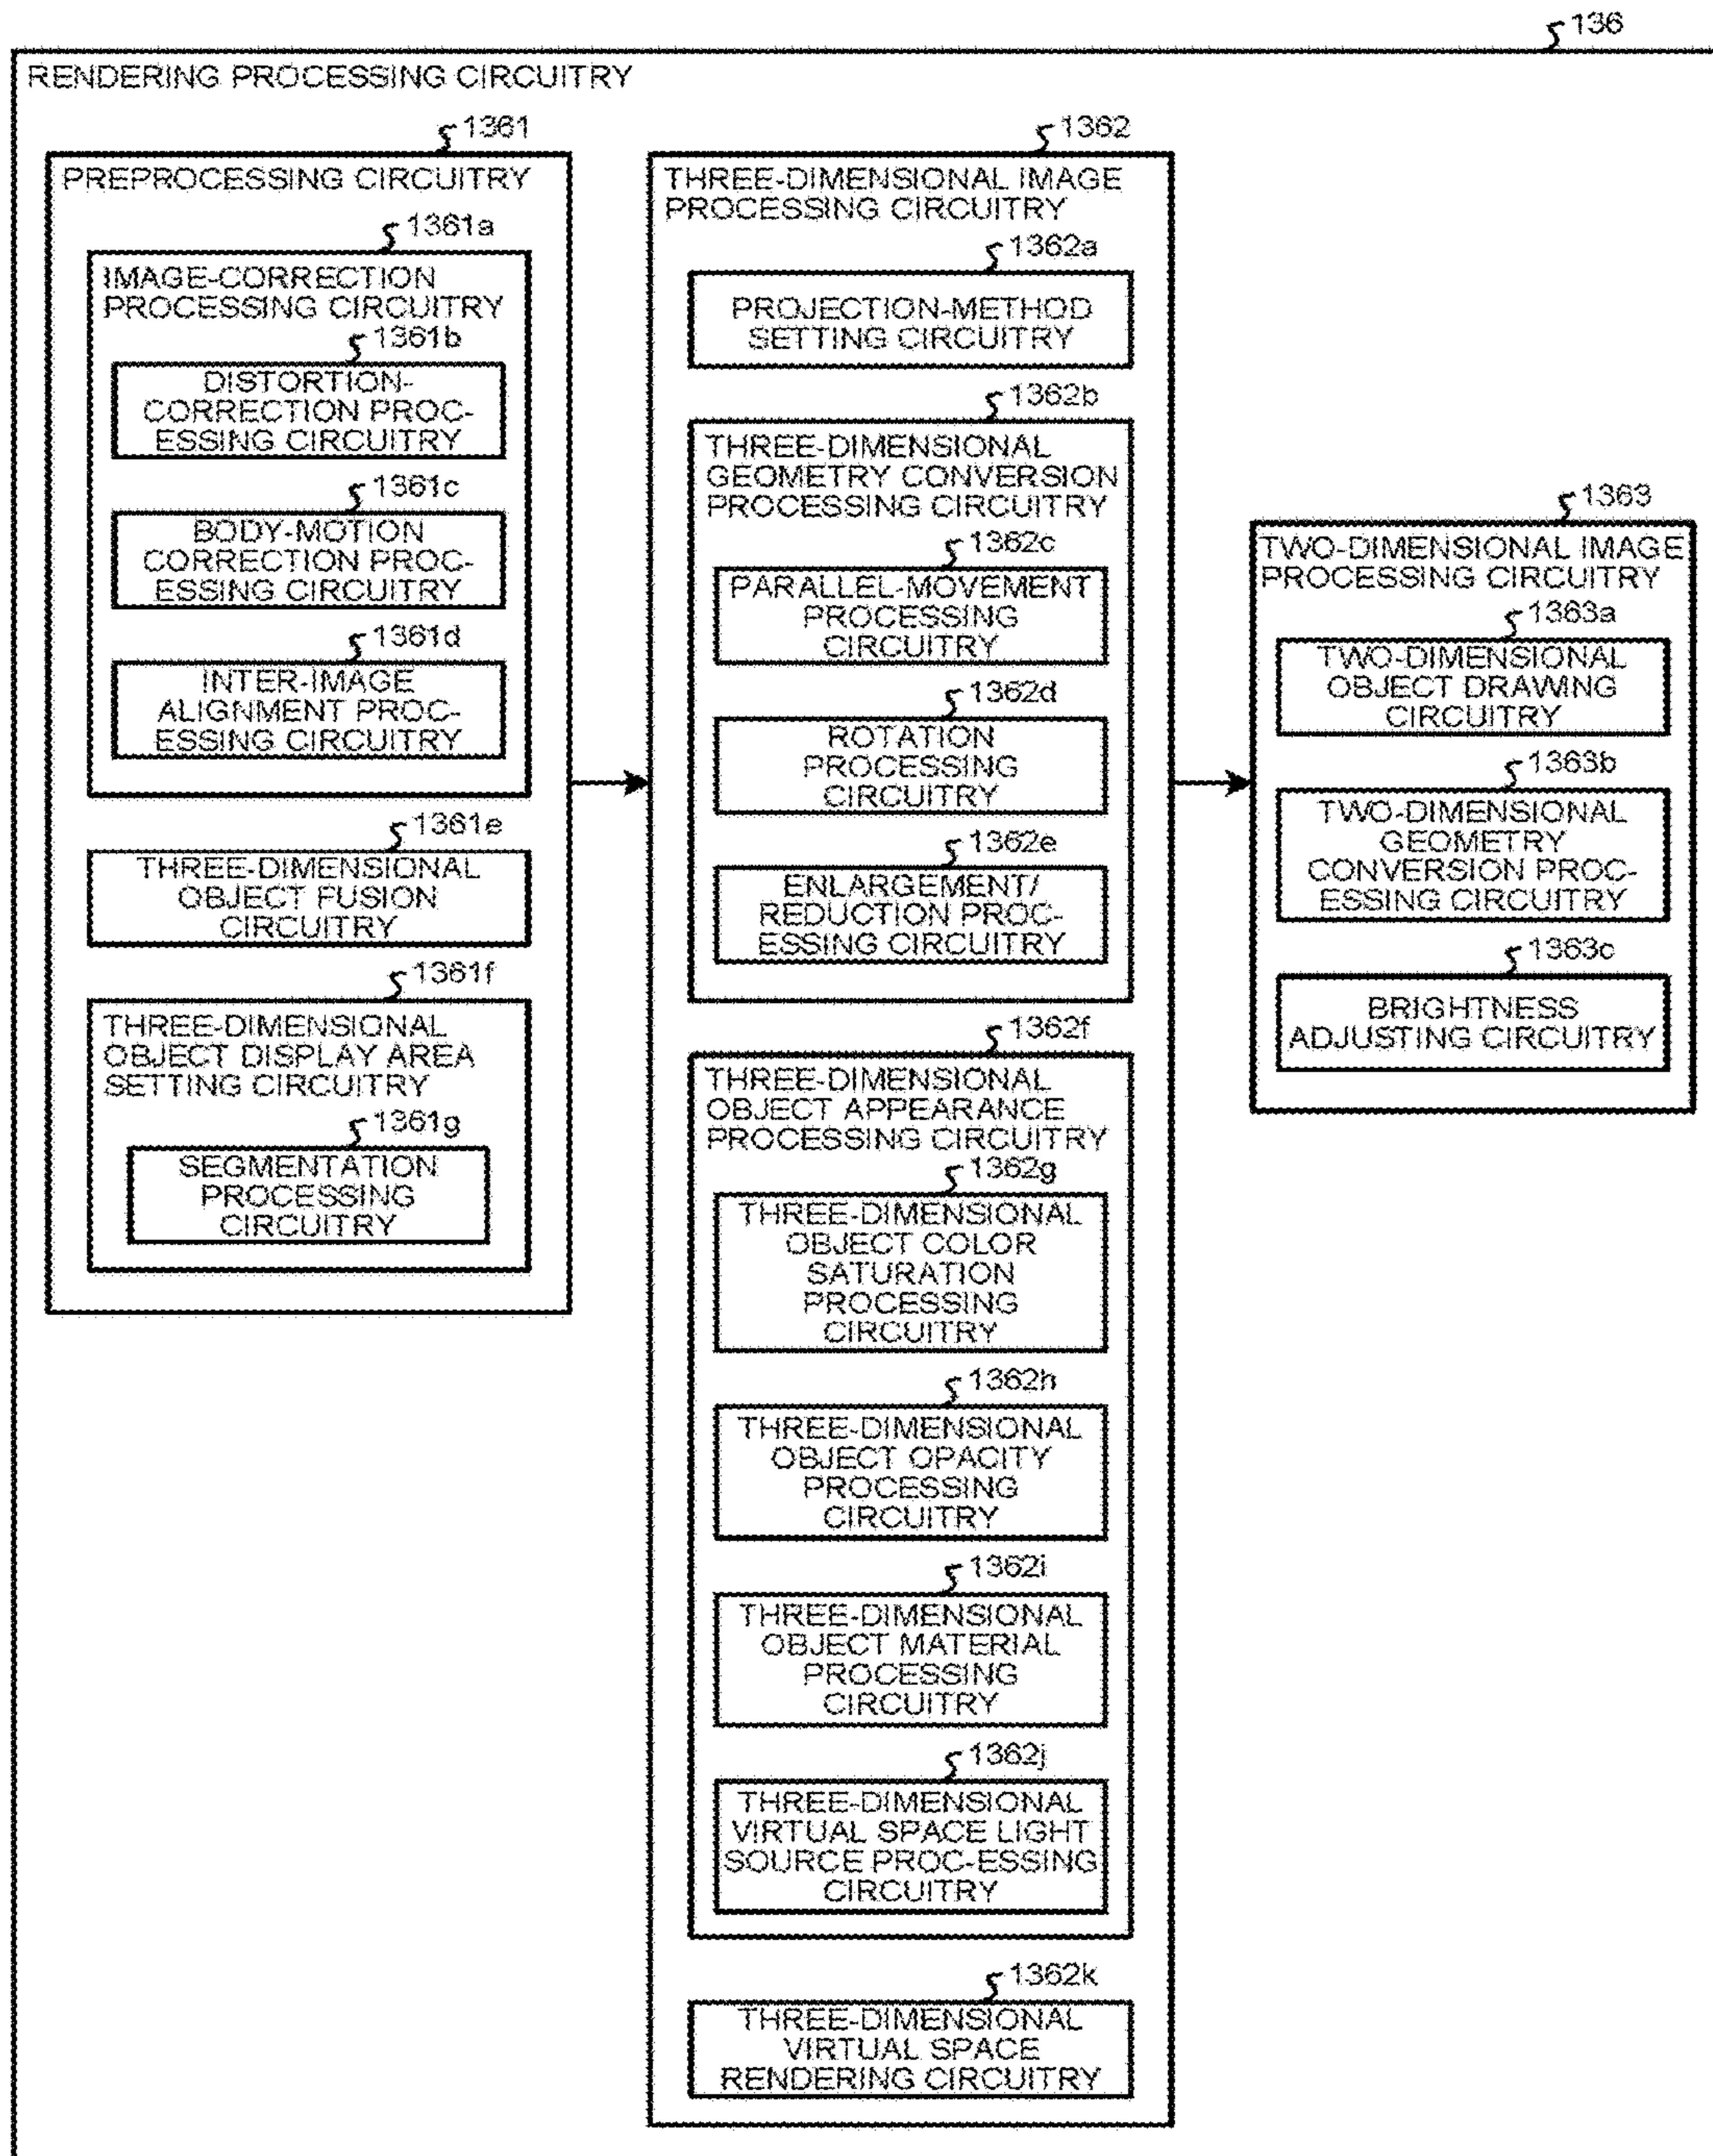 136
RENDERING PROCESSING CIRCUITRY
1361
PREPROCESSING CIRCUITRY
1361a
IMAGE-CORRECTION
PROCESSING CIRCUITRY
1361b
DISTORTION-
CORRECTION PROC-
ESSING CIRCUITRY
1361c
BODY-MOTION
CORRECTION PROC-
ESSING CIRCUITRY
1361d
INTER-IMAGE
ALIGNMENT PROC-
ESSING CIRCUITRY
1361e
THREE-DIMENSIONAL
OBJECT FUSION
CIRCUITRY
1361f
THREE-DIMENSIONAL
OBJECT DISPLAY AREA
SETTING CIRCUITRY
1361g
SEGMENTATION
PROCESSING
CIRCUITRY
1362
THREE-DIMENSIONAL IMAGE
PROCESSING CIRCUITRY
1362a
PROJECTION-METHOD
SETTING CIRCUITRY
1362b
THREE-DIMENSIONAL
GEOMETRY CONVERSION
PROCESSING CIRCUITRY
1362c
PARALLEL-MOVEMENT
PROCESSING
CIRCUITRY
1362d
ROTATION
PROCESSING
CIRCUITRY
1362e
ENLARGEMENT/
REDUCTION PROC-
ESSING CIRCUITRY
1362f
THREE-DIMENSIONAL
OBJECT APPEARANCE
PROCESSING CIRCUITRY
1362g
THREE-DIMENSIONAL
OBJECT COLOR
SATURATION
PROCESSING
CIRCUITRY
1362h
THREE-DIMENSIONAL
OBJECT OPACITY
PROCESSING
CIRCUITRY
1362i
THREE-DIMENSIONAL
OBJECT MATERIAL
PROCESSING
CIRCUITRY
1362j
THREE-DIMENSIONAL
VIRTUAL SPACE LIGHT
SOURCE PROC-ESSING
CIRCUITRY
1362k
THREE-DIMENSIONAL
VIRTUAL SPACE
RENDERING CIRCUITRY
1363
TWO-DIMENSIONAL IMAGE
PROCESSING CIRCUITRY
1363a
TWO-DIMENSIONAL
OBJECT DRAWING
CIRCUITRY
1363b
TWO-DIMENSIONAL
GEOMETRY
CONVERSION PROC-
ESSING CIRCUITRY
1363c
BRIGHTNESS
ADJUSTING CIRCUITRY